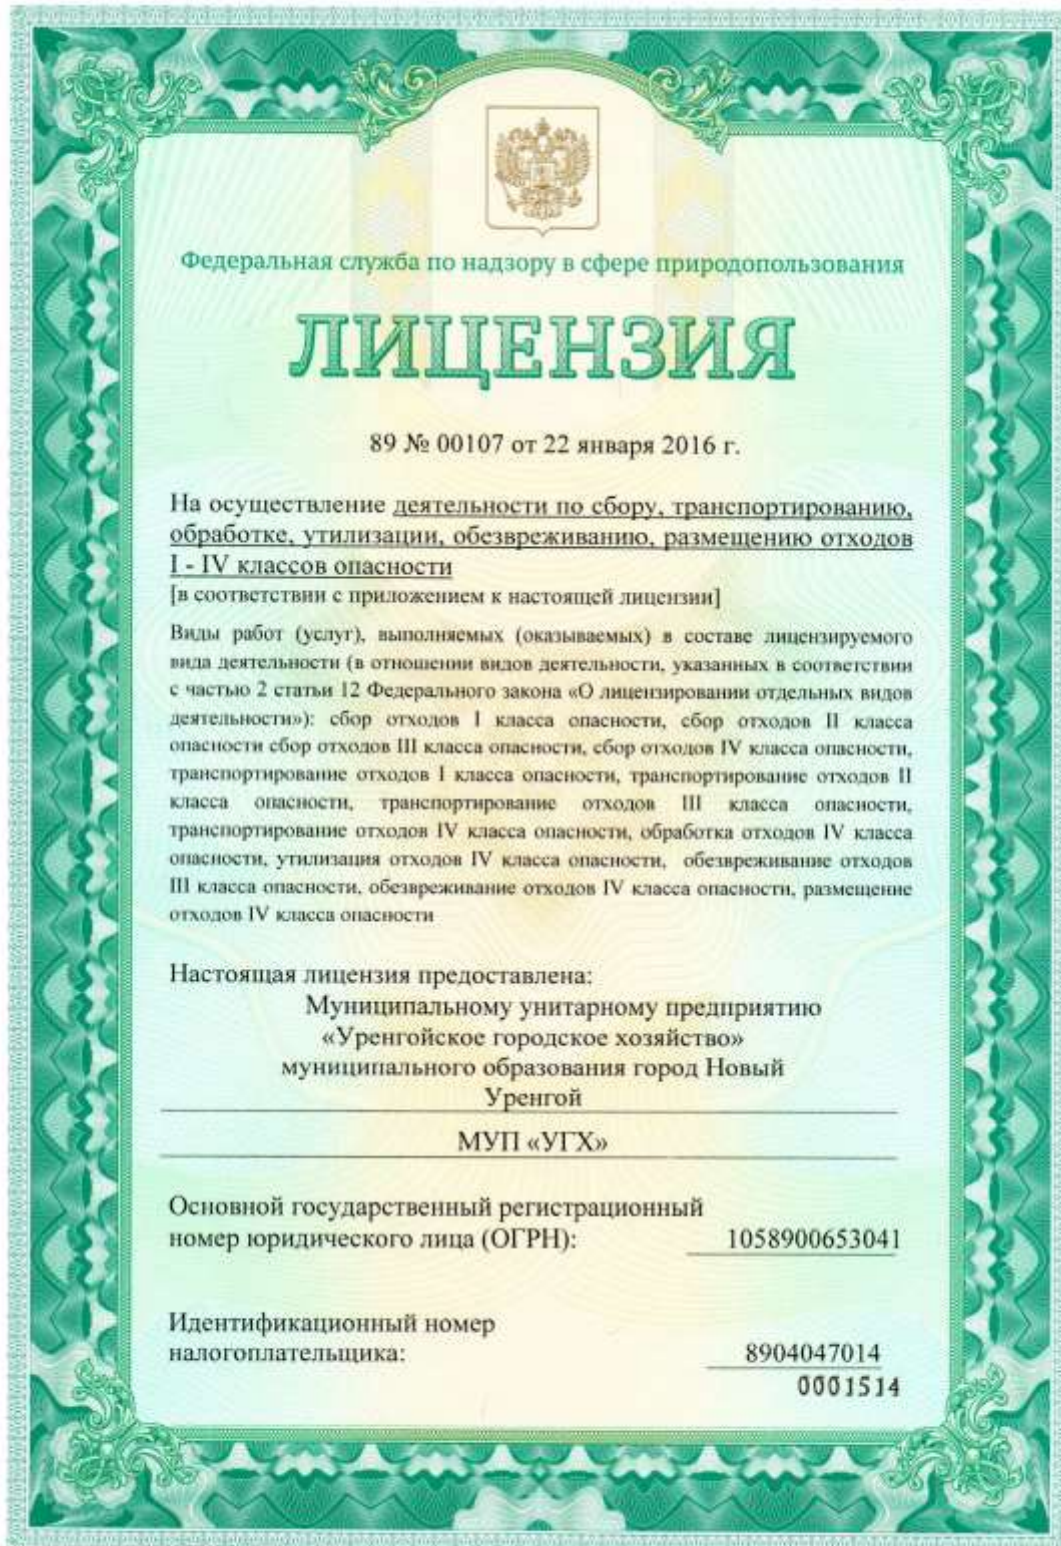 Федеральная служба по надзору в сфере природопользования
ЛИЦЕНЗИЯ
89 № 00107 от 22 января 2016 г.
На осуществление деятельности по сбору, транспортированию,
обработке, утилизации, обезвреживанию, размещению отходов
I - IV классов опасности
[в соответствии с приложением к настоящей лицензии]
Виды работ (услуг), выполняемых (оказываемых) в составе лицензируемого
вида деятельности (в отношении видов деятельности, указанных в соответствии
с частью 2 статьи 12 Федерального закона «О лицензировании отдельных видов
деятельности»): сбор отходов I класса опасности, сбор отходов II класса
опасности сбор отходов III класса опасности, сбор отходов IV класса опасности,
транспортирование отходов I класса опасности, транспортирование отходов II
класса опасности, транспортирование отходов III класса опасности,
транспортирование отходов IV класса опасности, обработка отходов IV класса
опасности, утилизация отходов IV класса опасности, обезвреживание отходов
III класса опасности, обезвреживание отходов IV класса опасности, размещение
отходов IV класса опасности
Настоящая лицензия предоставлена:
Муниципальному унитарному предприятию
«Уренгойское городское хозяйство»
муниципального образования город Новый
Уренгой
МУП «УГХ»
Основной государственный регистрационный
номер юридического лица (ОГРН): 1058900653041
Идентификационный номер
налогоплательщика: 8904047014
0001514